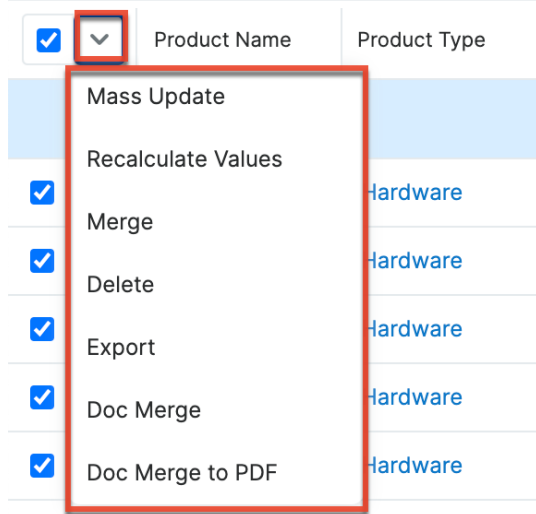 Product Name
Product Type
Mass Update
Recalculate Values
Hardware
Merge
Hardware
Delete
Hardware
Export
Hardware
Doc Merge
Hardware
Doc Merge to PDF